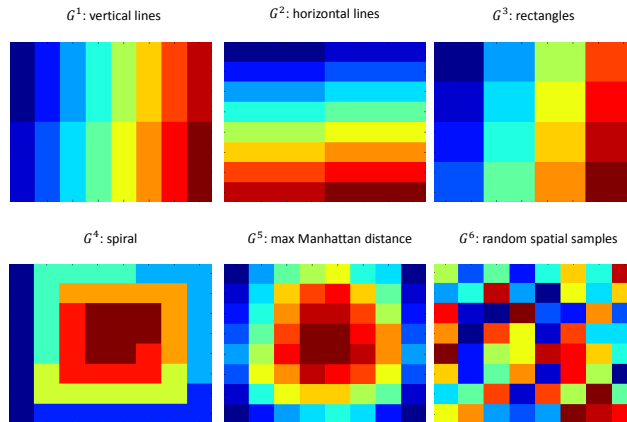 G¹: vertical lines
G²: horizontal lines
G³: rectangles
G⁴: spiral
G⁵: max Manhattan distance
G⁶: random spatial samples